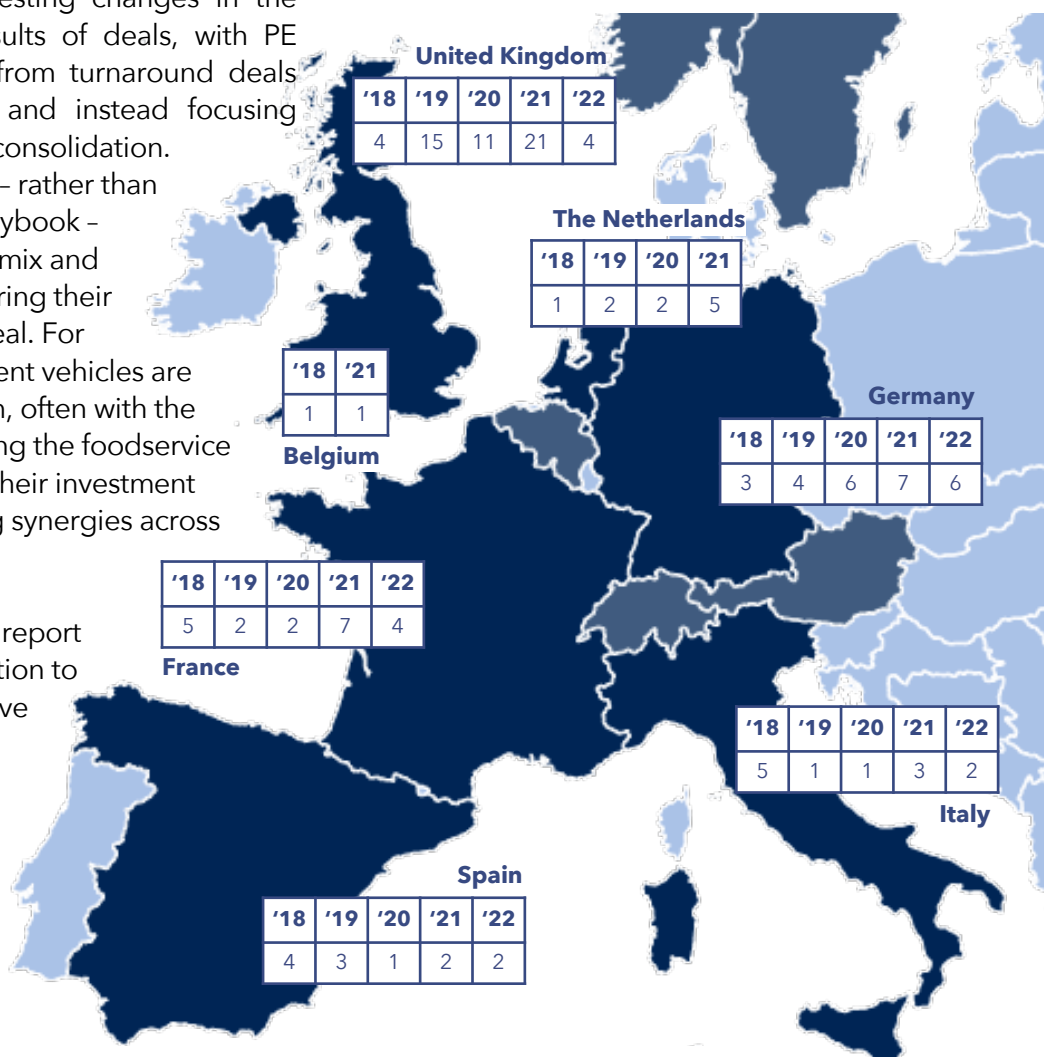 esting changes in the
sults of deals, with PE
from turnaround deals
and instead focusing
consolidation.
– rather than
ybook –
mix and
ring their
eal. For
ent vehicles are
n, often with the
ng the foodservice
heir investment
g synergies across
report
tion to
ve
United Kingdom
'18 '19 '20 '21 '22
4 15 11 21 4
The Netherlands
'18 '19 '20 '21
1 2 2 5
'18 '21
1 1
Belgium
Germany
'18 '19 '20 '21 '22
3 4 6 7 6
'18 '19 '20 '21 '22
5 2 2 7 4
France
'18 '19 '20 '21 '22
5 1 1 3 2
Italy
Spain
'18 '19 '20 '21 '22
4 3 1 2 2